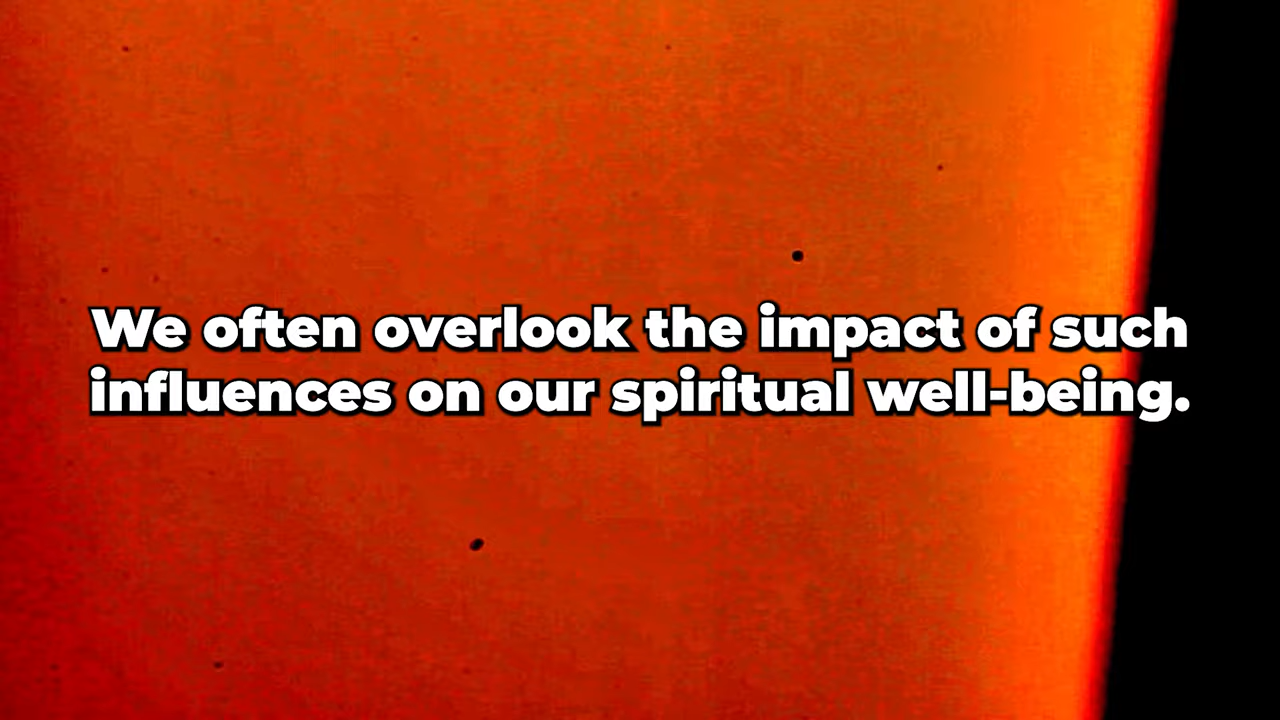 We often overlook the impact of such
influences on our spiritual well-being.